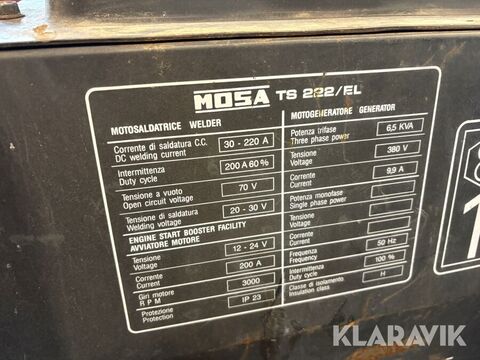 MOSA TS 222/EL
MOTOSALDATRICE WELDER
Corrente di saldatura C.C.
DC welding current
30 - 220 A
Intermittenza
Duty cycle
200 A 60%
Tensione a vuoto
Open circuit voltage
70 V
Tensione di saldatura
Welding voltage
20 - 30 V
ENGINE START BOOSTER FACILITY
AVVIATORE MOTORE
Tensione
Voltage
12 - 24 V
Corrente
Current
200 A
Giri motore
R P M
3000
Protezione
Protection
IP 23
MOTOGENERATORE GENERATOR
Potenza trifase
Three phase power
6,5 KVA
Tensione
Voltage
380 V
Corrente
Current
9,9 A
Potenza monofase
Single phase power
Tensione
Voltage
Corrente
Current
Frequenza
Frequency
50 Hz
Intermittenza
Duty cycle
100 %
Classe di isolamento
Insulation class
H
KLARAVIK